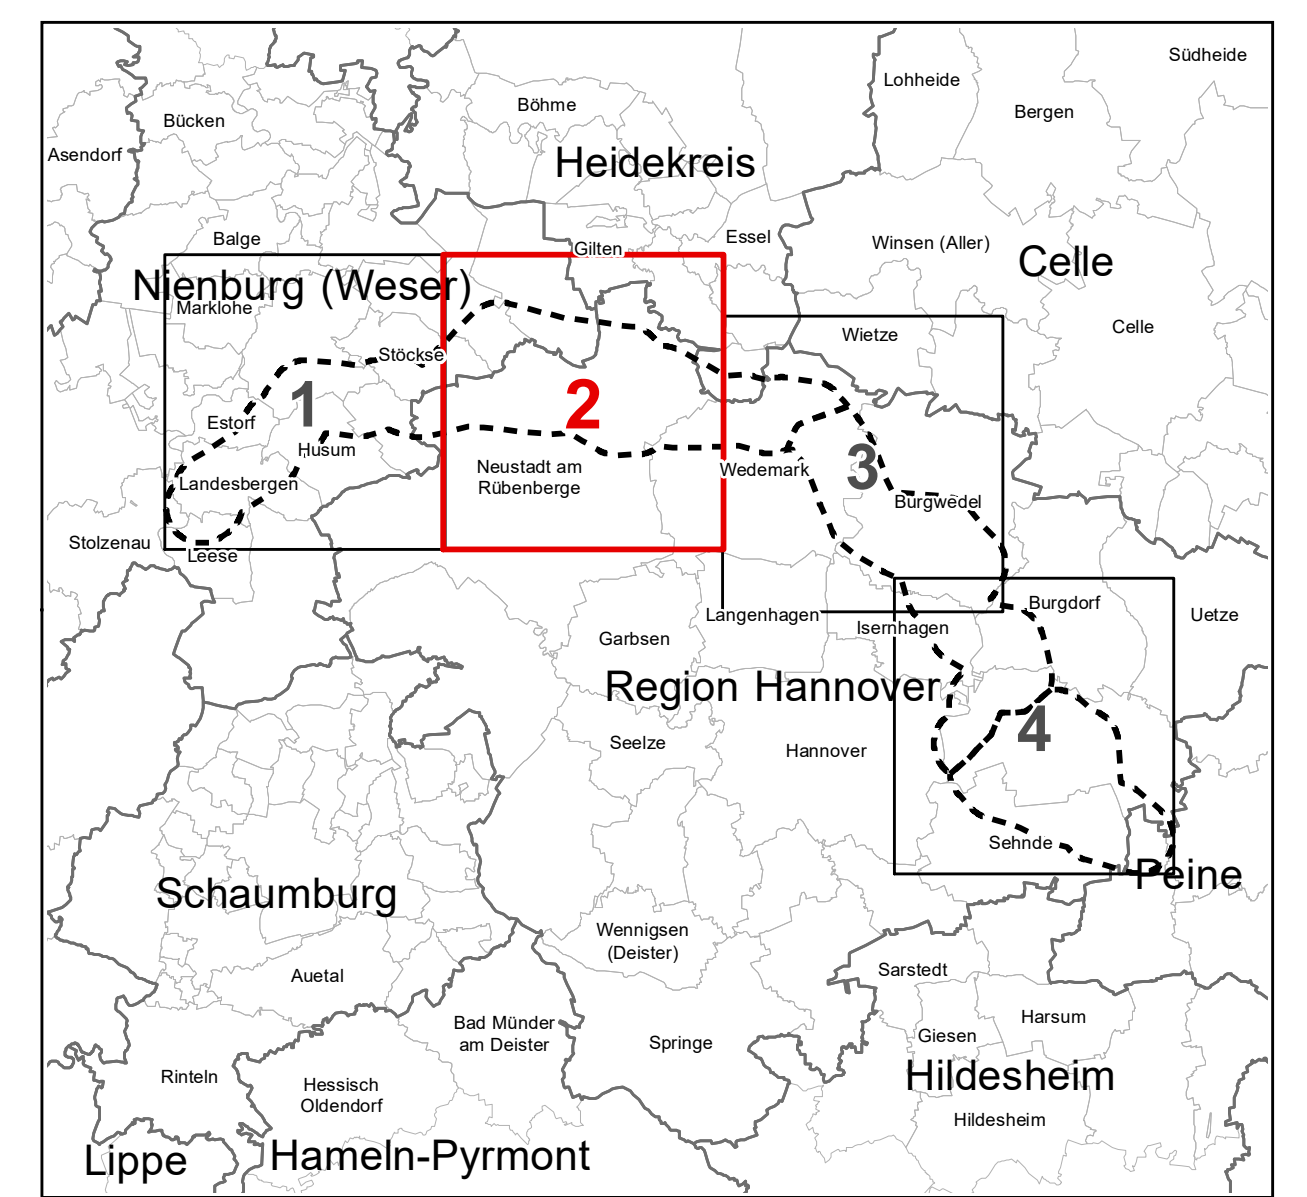 Südheide
Lohheide
Bergen
Böhme
Bücken
Asendorf
Heidekreis
Balge
Gilten
Essel
Winsen (Aller)
Celle
Nienburg (Weser)
Marklohe
Celle
Wietze
Stöckse
1
2
Estorf
Husum
3
Neustadt am
Rübenberge
Wedemark
Landesbergen
Burgwedel
Stolzenau
Leese
Burgdorf
Langenhagen
Uetze
Isernhagen
Garbsen
Region Hannover
4
Seelze
Hannover
Sehnde
Peine
Schaumburg
Wennigsen
(Deister)
Auetal
Sarstedt
Harsum
Bad Münder
am Deister
Giesen
Springe
Rinteln
Hildesheim
Hessisch
Oldendorf
Hildesheim
Lippe
Hameln-Pyrmont